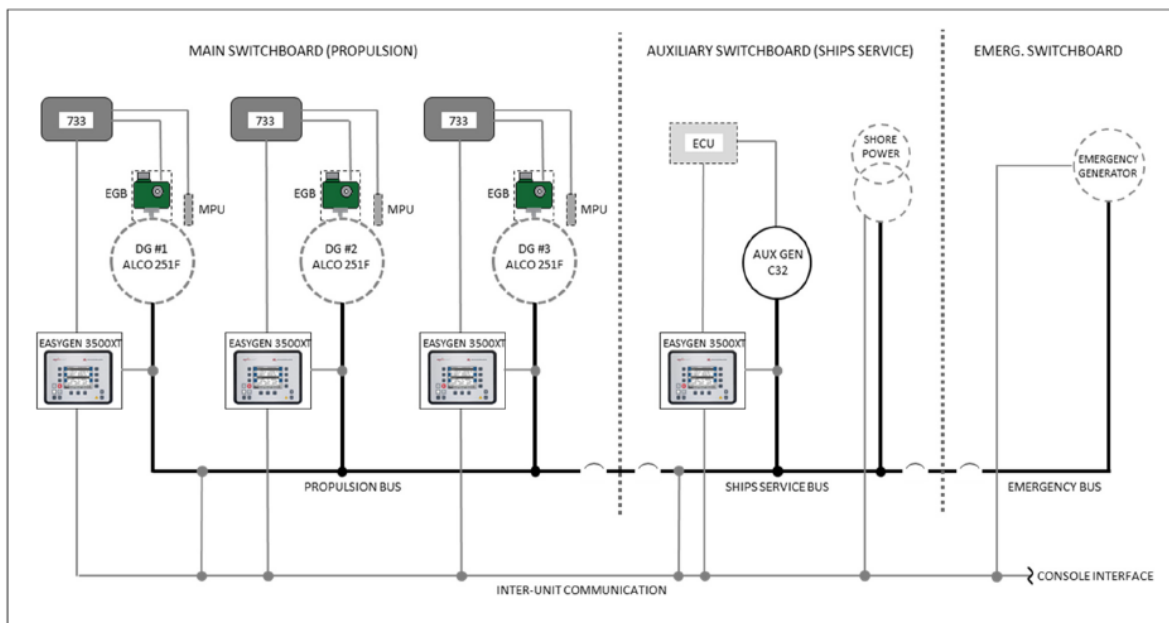 MAIN SWITCHBOARD (PROPULSION)
AUXILIARY SWITCHBOARD (SHIPS SERVICE)
EMERG. SWITCHBOARD
733
733
733
ECU
SHORE
POWER
EMERGENCY
GENERATOR
EGB
MPU
EGB
MPU
EGB
MPU
DG #1
ALCO 251F
DG #2
ALCO 251F
DG #3
ALCO 251F
AUX GEN
C32
EASYGEN 3500XT
EASYGEN 3500XT
EASYGEN 3500XT
EASYGEN 3500XT
PROPULSION BUS
SHIPS SERVICE BUS
EMERGENCY BUS
INTER-UNIT COMMUNICATION
CONSOLE INTERFACE